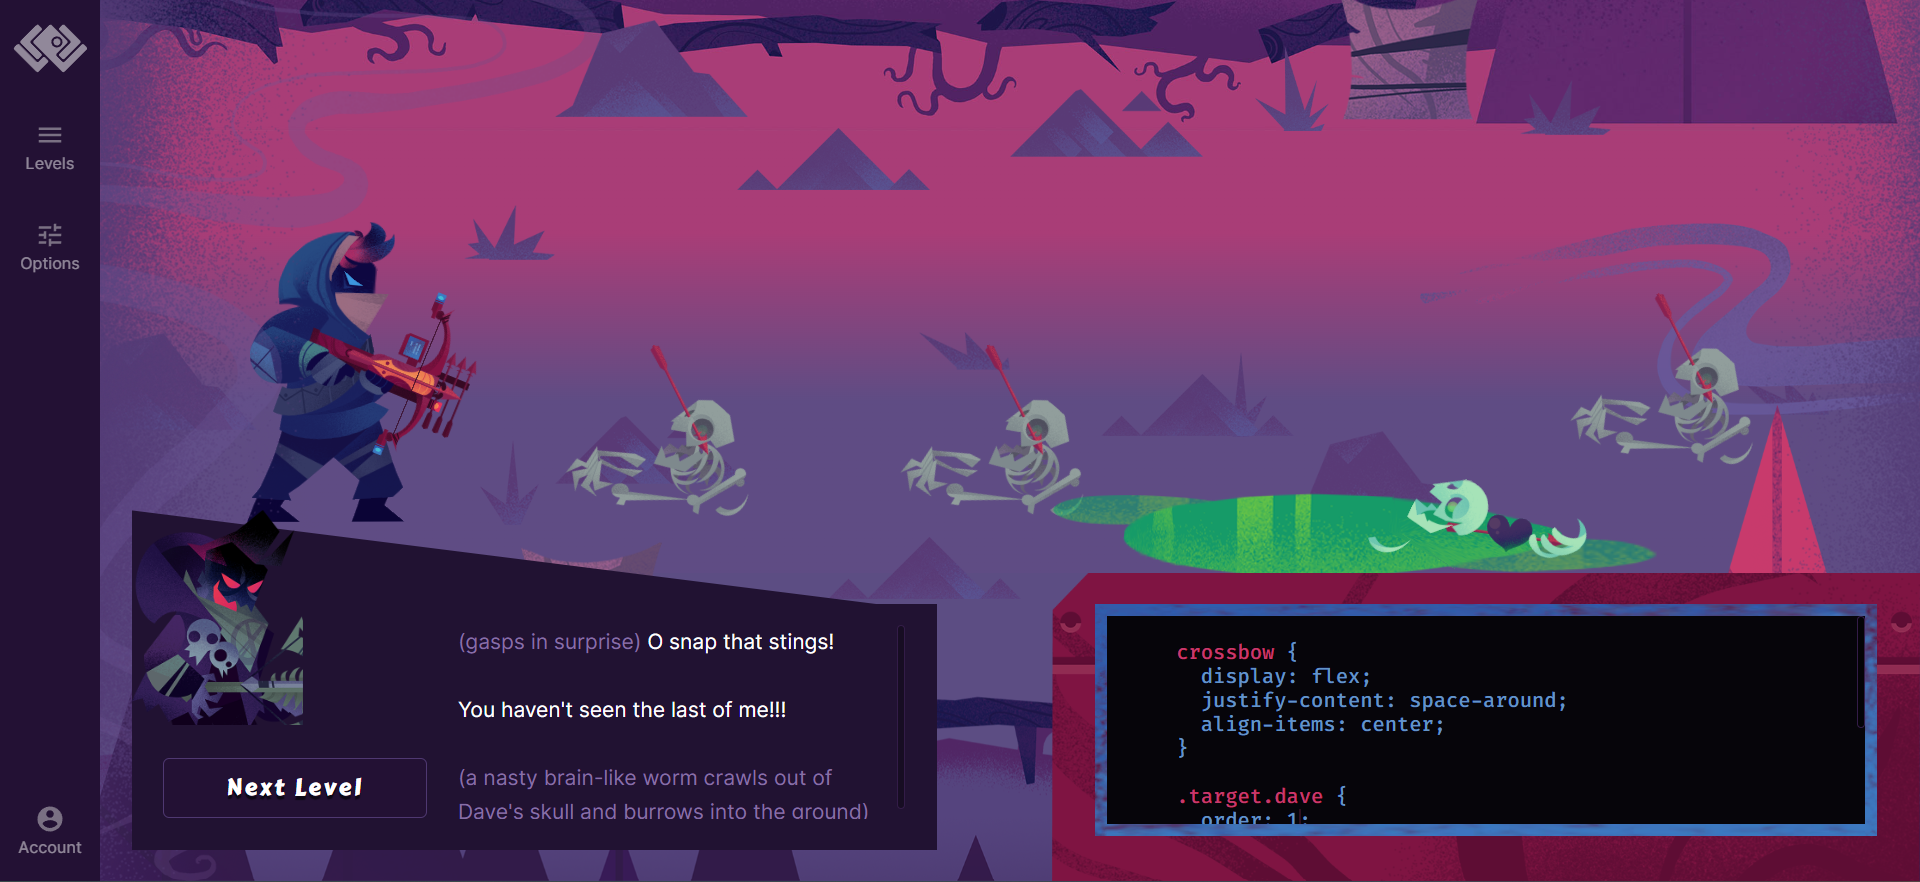 Levels
Options
Account
(gasps in surprise) O snap that stings!
You haven't seen the last of me!!!
(a nasty brain-like worm crawls out of
Dave's skull and burrows into the ground)
Next Level
crossbow {
display: flex;
justify-content: space-around;
align-items: center;
}
.target.dave {
order: 1;